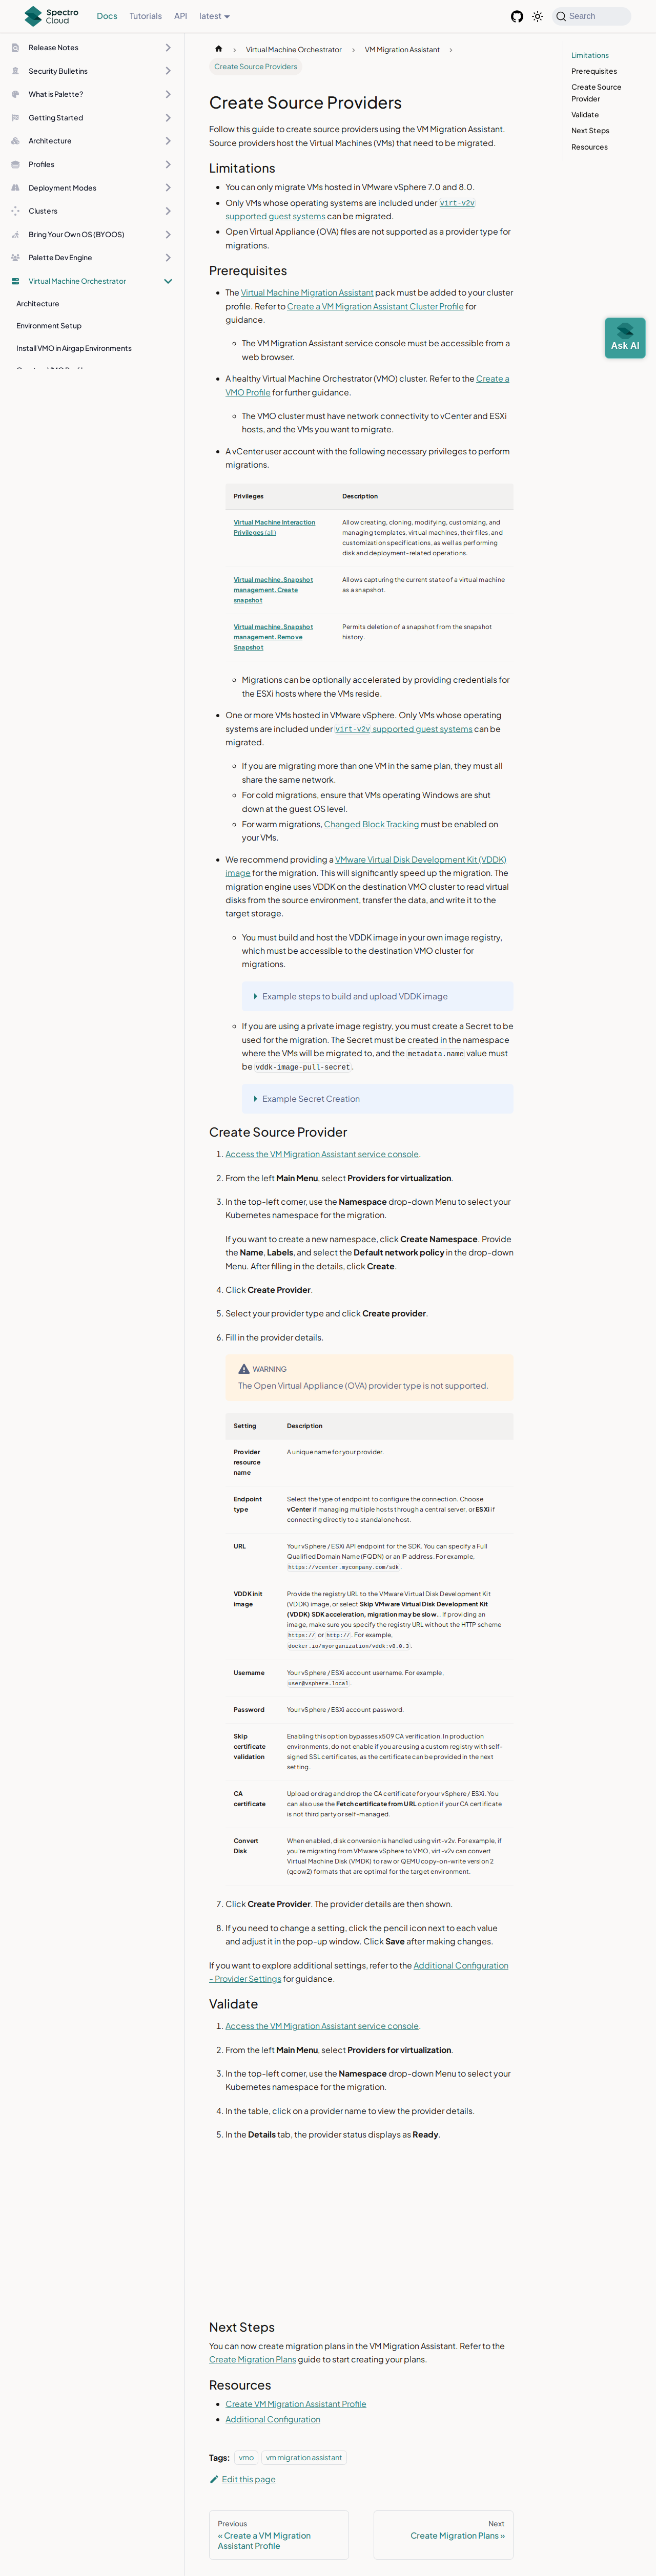 Spectro Cloud
Docs
Tutorials
API
latest
Search
Release Notes
Security Bulletins
What is Palette?
Getting Started
Architecture
Profiles
Deployment Modes
Clusters
Bring Your Own OS (BYOOS)
Palette Dev Engine
Virtual Machine Orchestrator
Architecture
Environment Setup
Install VMO in Airgap Environments
Virtual Machine Orchestrator
VM Migration Assistant
Create Source Providers
Create Source Providers
Follow this guide to create source providers using the VM Migration Assistant.
Source providers host the Virtual Machines (VMs) that need to be migrated.
Limitations
You can only migrate VMs hosted in VMware vSphere 7.0 and 8.0.
Only VMs whose operating systems are included under virt-v2v
supported guest systems can be migrated.
Open Virtual Appliance (OVA) files are not supported as a provider type for
migrations.
Prerequisites
The Virtual Machine Migration Assistant pack must be added to your cluster
profile. Refer to Create a VM Migration Assistant Cluster Profile for
guidance.
The VM Migration Assistant service console must be accessible from a
web browser.
A healthy Virtual Machine Orchestrator (VMO) cluster. Refer to the Create a
VMO Profile for further guidance.
The VMO cluster must have network connectivity to vCenter and ESXi
hosts, and the VMs you want to migrate.
A vCenter user account with the following necessary privileges to perform
migrations.
Privileges
Description
Virtual Machine Interaction
Privileges (all)
Allow creating, cloning, modifying, customizing, and
managing templates, virtual machines, their files, and
customization specifications, as well as performing
disk and deployment-related operations.
Virtual machine. Snapshot
management. Create
snapshot
Allows capturing the current state of a virtual machine
as a snapshot.
Virtual machine. Snapshot
management. Remove
Snapshot
Permits deletion of a snapshot from the snapshot
history.
Migrations can be optionally accelerated by providing credentials for
the ESXi hosts where the VMs reside.
One or more VMs hosted in VMware vSphere. Only VMs whose operating
systems are included under virt-v2v supported guest systems can be
migrated.
If you are migrating more than one VM in the same plan, they must all
share the same network.
For cold migrations, ensure that VMs operating Windows are shut
down at the guest OS level.
For warm migrations, Changed Block Tracking must be enabled on
your VMs.
We recommend providing a VMware Virtual Disk Development Kit (VDDK)
image for the migration. This will significantly speed up the migration. The
migration engine uses VDDK on the destination VMO cluster to read virtual
disks from the source environment, transfer the data, and write it to the
target storage.
You must build and host the VDDK image in your own image registry,
which must be accessible to the destination VMO cluster for
migrations.
Example steps to build and upload VDDK image
If you are using a private image registry, you must create a Secret to be
used for the migration. The Secret must be created in the namespace
where the VMs will be migrated to, and the metadata.name value must
be vddk-image-pull-secret.
Example Secret Creation
Create Source Provider
1. Access the VM Migration Assistant service console.
2. From the left Main Menu, select Providers for virtualization.
3. In the top-left corner, use the Namespace drop-down Menu to select your
Kubernetes namespace for the migration.
If you want to create a new namespace, click Create Namespace. Provide
the Name, Labels, and select the Default network policy in the drop-down
Menu. After filling in the details, click Create.
4. Click Create Provider.
5. Select your provider type and click Create provider.
6. Fill in the provider details.
WARNING
The Open Virtual Appliance (OVA) provider type is not supported.
Setting
Description
Provider
resource
name
A unique name for your provider.
Endpoint
type
Select the type of endpoint to configure the connection. Choose
vCenter if managing multiple hosts through a central server, or ESXi if
connecting directly to a standalone host.
URL
Your vSphere / ESXi API endpoint for the SDK. You can specify a Full
Qualified Domain Name (FQDN) or an IP address. For example,
https://vcenter.mycompany.com/sdk.
VDDK init
image
Provide the registry URL to the VMware Virtual Disk Development Kit
(VDDK) image, or select Skip VMware Virtual Disk Development Kit
(VDDK) SDK acceleration, migration may be slow.. If providing an
image, make sure you specify the registry URL without the HTTP scheme
https:// or http://. For example,
docker.io/myorganization/vddk:v8.0.3.
Username
Your vSphere / ESXi account username. For example,
user@vsphere.local.
Password
Your vSphere / ESXi account password.
Skip
certificate
validation
Enabling this option bypasses x509 CA verification. In production
environments, do not enable if you are using a custom registry with self-
signed SSL certificates, as the certificate can be provided in the next
setting.
CA
certificate
Upload or drag and drop the CA certificate for your vSphere / ESXi. You
can also use the Fetch certificate from URL option if your CA certificate
is not third party or self-managed.
Convert
Disk
When enabled, disk conversion is handled using virt-v2v. For example, if
you're migrating from VMware vSphere to VMO, virt-v2v can convert
Virtual Machine Disk (VMDK) to raw or QEMU copy-on-write version 2
(qcow2) formats that are optimal for the target environment.
7. Click Create Provider. The provider details are then shown.
8. If you need to change a setting, click the pencil icon next to each value
and adjust it in the pop-up window. Click Save after making changes.
If you want to explore additional settings, refer to the Additional Configuration
- Provider Settings for guidance.
Validate
1. Access the VM Migration Assistant service console.
2. From the left Main Menu, select Providers for virtualization.
3. In the top-left corner, use the Namespace drop-down Menu to select your
Kubernetes namespace for the migration.
4. In the table, click on a provider name to view the provider details.
5. In the Details tab, the provider status displays as Ready.
Next Steps
You can now create migration plans in the VM Migration Assistant. Refer to the
Create Migration Plans guide to start creating your plans.
Resources
Create VM Migration Assistant Profile
Additional Configuration
Tags: vmo vm migration assistant
Edit this page
Previous
« Create a VM Migration
Assistant Profile
Next
Create Migration Plans »
Limitations
Prerequisites
Create Source
Provider
Validate
Next Steps
Resources
Ask AI